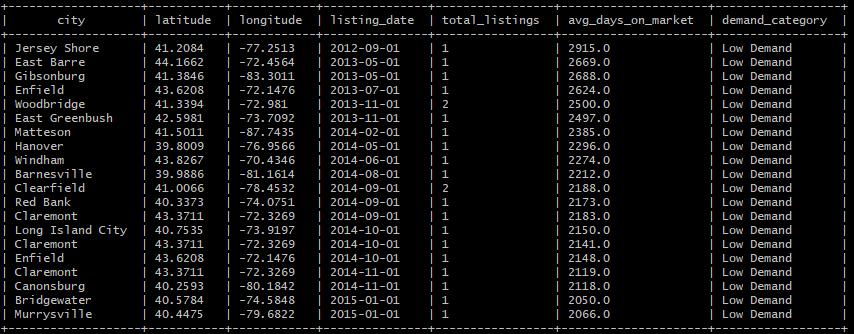 city | latitude | longitude | listing_date | total_listings | avg_days_on_market | demand_category
Jersey Shore | 41.2084 | -77.2513 | 2012-09-01 | 1 | 2915.0 | Low Demand
East Barre | 44.1662 | -72.4564 | 2013-05-01 | 1 | 2669.0 | Low Demand
Gibsonburg | 41.3846 | -83.3011 | 2013-05-01 | 1 | 2688.0 | Low Demand
Enfield | 43.6208 | -72.1476 | 2013-07-01 | 1 | 2624.0 | Low Demand
Woodbridge | 41.3394 | -72.981 | 2013-11-01 | 2 | 2500.0 | Low Demand
East Greenbush | 42.5981 | -73.7092 | 2013-11-01 | 1 | 2497.0 | Low Demand
Matteson | 41.5011 | -87.7435 | 2014-02-01 | 1 | 2385.0 | Low Demand
Hanover | 39.8009 | -76.9566 | 2014-05-01 | 1 | 2296.0 | Low Demand
Windham | 43.8267 | -70.4346 | 2014-06-01 | 1 | 2274.0 | Low Demand
Barnesville | 39.9886 | -81.1614 | 2014-08-01 | 1 | 2212.0 | Low Demand
Clearfield | 41.0066 | -78.4532 | 2014-09-01 | 2 | 2188.0 | Low Demand
Red Bank | 40.3373 | -74.0751 | 2014-09-01 | 1 | 2173.0 | Low Demand
Claremont | 43.3711 | -72.3269 | 2014-09-01 | 1 | 2183.0 | Low Demand
Long Island City | 40.7535 | -73.9197 | 2014-10-01 | 1 | 2150.0 | Low Demand
Claremont | 43.3711 | -72.3269 | 2014-10-01 | 1 | 2141.0 | Low Demand
Enfield | 43.6208 | -72.1476 | 2014-10-01 | 1 | 2148.0 | Low Demand
Claremont | 43.3711 | -72.3269 | 2014-11-01 | 1 | 2119.0 | Low Demand
Canonsburg | 40.2593 | -80.1842 | 2014-11-01 | 1 | 2118.0 | Low Demand
Bridgewater | 40.5784 | -74.5848 | 2015-01-01 | 1 | 2050.0 | Low Demand
Murrysville | 40.4475 | -79.6822 | 2015-01-01 | 1 | 2066.0 | Low Demand